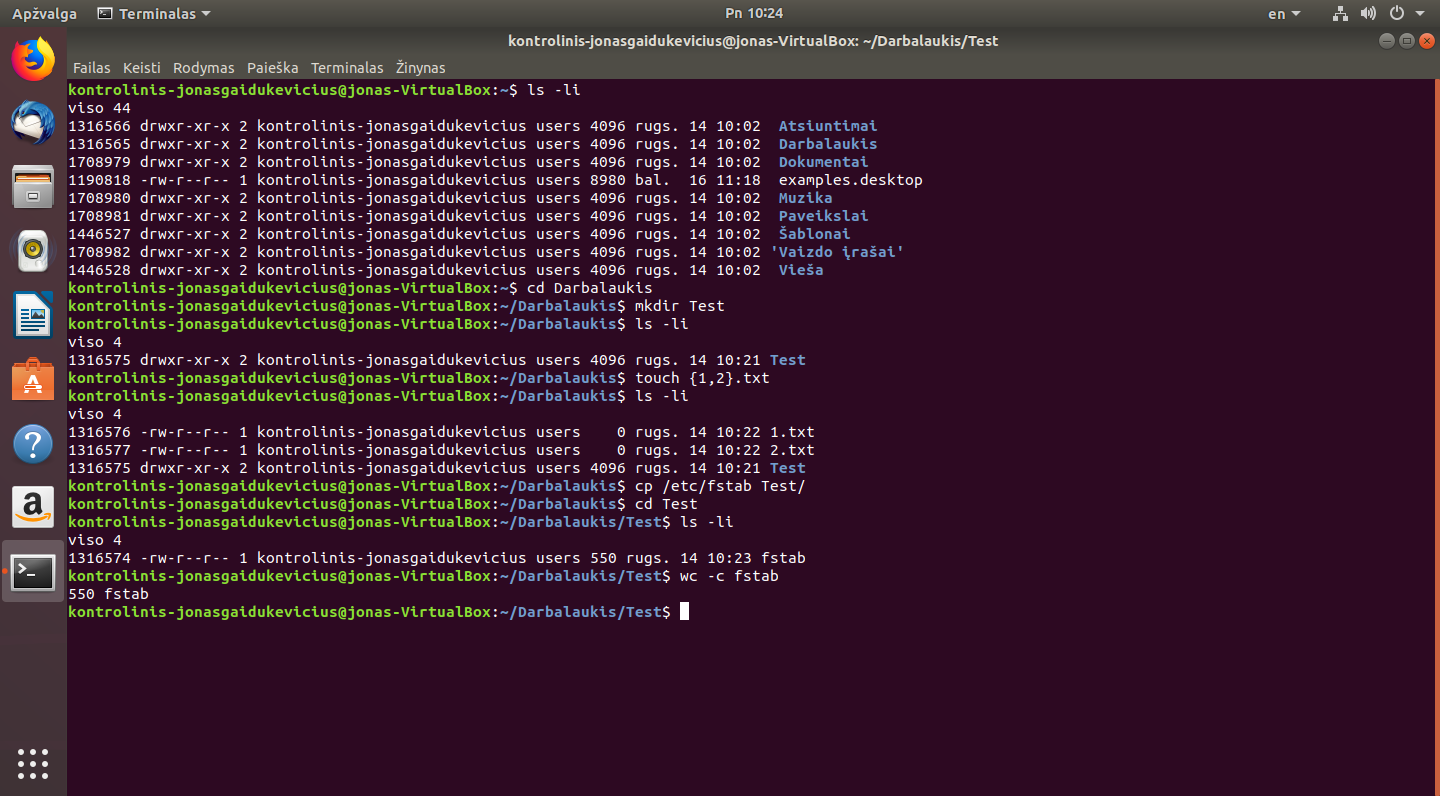 Apžvalga Terminalas Pn 10:24 en
kontrolinis-jonasgaidukevicius@jonas-VirtualBox: ~/Darbalaukis/Test
Failas Keisti Rodymas Paieška Terminalas Žinynas
kontrolinis-jonasgaidukevicius@jonas-VirtualBox:~$ ls -li
viso 44
1316566 drwxr-xr-x 2 kontrolinis-jonasgaidukevicius users 4096 rugs. 14 10:02  Atsiuntimai
1316565 drwxr-xr-x 2 kontrolinis-jonasgaidukevicius users 4096 rugs. 14 10:02  Darbalaukis
1708979 drwxr-xr-x 2 kontrolinis-jonasgaidukevicius users 4096 rugs. 14 10:02  Dokumentai
1190818 -rw-r--r-- 1 kontrolinis-jonasgaidukevicius users 8980 bal.  16 11:18  examples.desktop
1708980 drwxr-xr-x 2 kontrolinis-jonasgaidukevicius users 4096 rugs. 14 10:02  Muzika
1708981 drwxr-xr-x 2 kontrolinis-jonasgaidukevicius users 4096 rugs. 14 10:02  Paveikslai
1446527 drwxr-xr-x 2 kontrolinis-jonasgaidukevicius users 4096 rugs. 14 10:02  Šablonai
1708982 drwxr-xr-x 2 kontrolinis-jonasgaidukevicius users 4096 rugs. 14 10:02 'Vaizdo įrašai'
1446528 drwxr-xr-x 2 kontrolinis-jonasgaidukevicius users 4096 rugs. 14 10:02  Vieša
kontrolinis-jonasgaidukevicius@jonas-VirtualBox:~$ cd Darbalaukis
kontrolinis-jonasgaidukevicius@jonas-VirtualBox:~/Darbalaukis$ mkdir Test
kontrolinis-jonasgaidukevicius@jonas-VirtualBox:~/Darbalaukis$ ls -li
viso 4
1316575 drwxr-xr-x 2 kontrolinis-jonasgaidukevicius users 4096 rugs. 14 10:21 Test
kontrolinis-jonasgaidukevicius@jonas-VirtualBox:~/Darbalaukis$ touch {1,2}.txt
kontrolinis-jonasgaidukevicius@jonas-VirtualBox:~/Darbalaukis$ ls -li
viso 4
1316576 -rw-r--r-- 1 kontrolinis-jonasgaidukevicius users    0 rugs. 14 10:22 1.txt
1316577 -rw-r--r-- 1 kontrolinis-jonasgaidukevicius users    0 rugs. 14 10:22 2.txt
1316575 drwxr-xr-x 2 kontrolinis-jonasgaidukevicius users 4096 rugs. 14 10:21 Test
kontrolinis-jonasgaidukevicius@jonas-VirtualBox:~/Darbalaukis$ cp /etc/fstab Test/
kontrolinis-jonasgaidukevicius@jonas-VirtualBox:~/Darbalaukis$ cd Test
kontrolinis-jonasgaidukevicius@jonas-VirtualBox:~/Darbalaukis/Test$ ls -li
viso 4
1316574 -rw-r--r-- 1 kontrolinis-jonasgaidukevicius users 550 rugs. 14 10:23 fstab
kontrolinis-jonasgaidukevicius@jonas-VirtualBox:~/Darbalaukis/Test$ wc -c fstab
550 fstab
kontrolinis-jonasgaidukevicius@jonas-VirtualBox:~/Darbalaukis/Test$